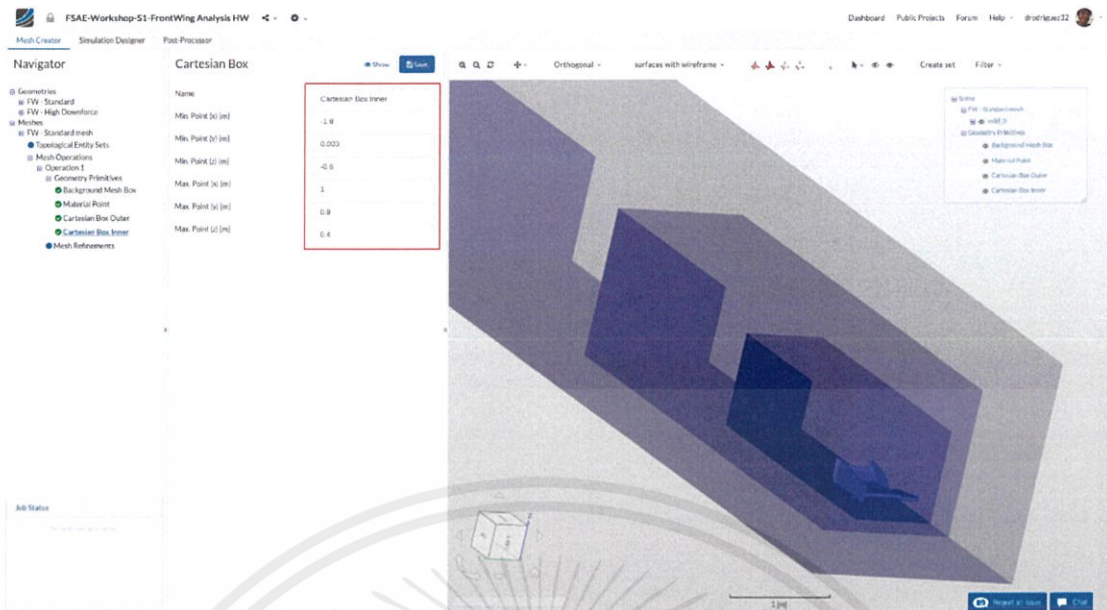 FSAE-Workshop-S1-FrontWing Analysis HW
Dashboard Public Projects Forum Help drodriguez32
Mesh Creator Simulation Designer Post-Processor
Navigator
Geometries
FW - Standard
FW - High Downforce
Meshes
FW - Standard mesh
Topological Entity Sets
Mesh Operations
Operation 1
Geometry Primitives
Background Mesh Box
Material Point
Cartesian Box Outer
Cartesian Box Inner
Mesh Refinements
Job Status
Cartesian Box
Show Save
Name Cartesian Box Inner
Min. Point (x) [m] -1.8
Min. Point (y) [m] 0.003
Min. Point (z) [m] -0.6
Max. Point (x) [m] 1
Max. Point (y) [m] 0.9
Max. Point (z) [m] 0.4
Orthogonal surfaces with wireframe Create set Filter
Scene
FW - Standard mesh
Geometry Primitives
Background Mesh Box
Material Point
Cartesian Box Outer
Cartesian Box Inner
1 [m]
Report an issue Chat